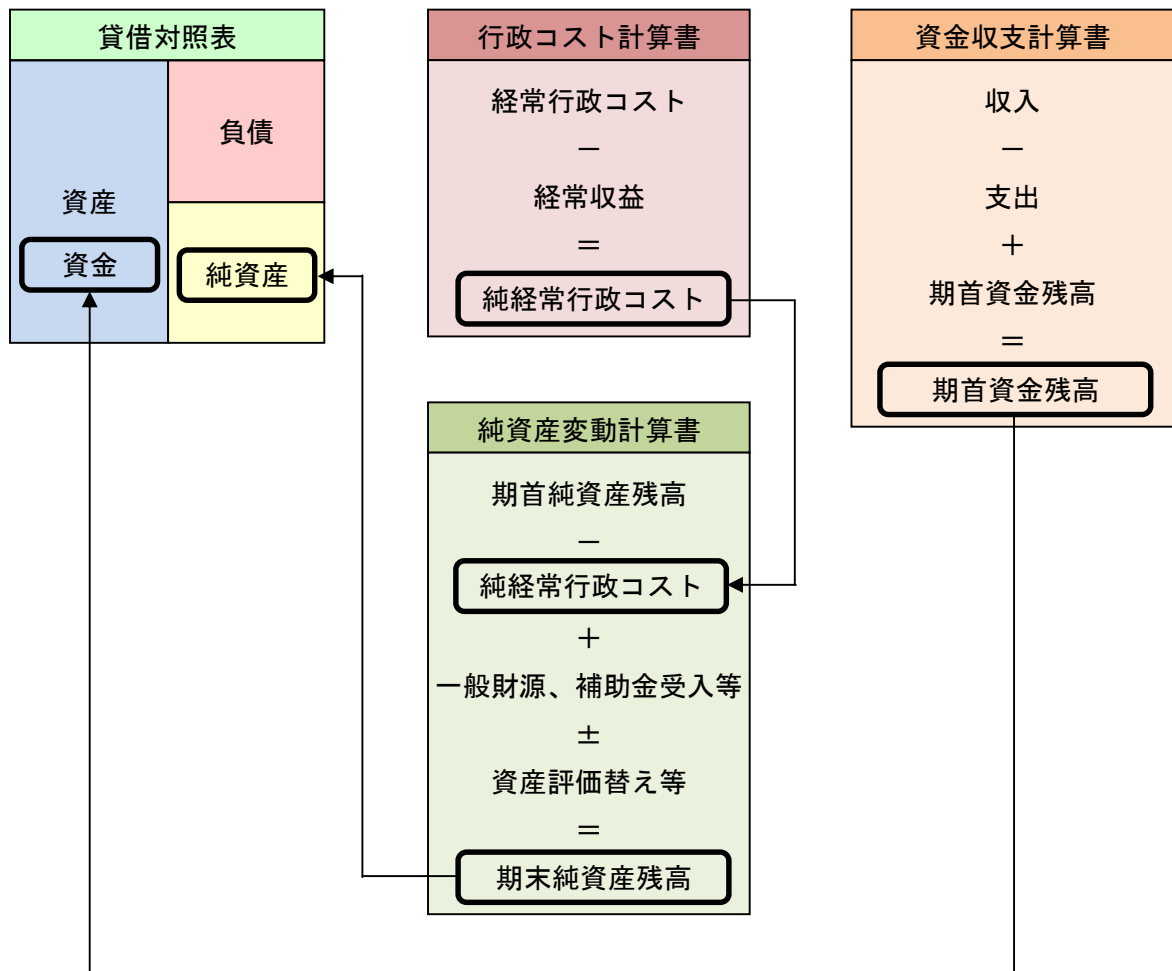 貸借対照表
資産
資金
負債
純資産
行政コスト計算書
経常行政コスト
－
経常収益
＝
純経常行政コスト
資金収支計算書
収入
－
支出
＋
期首資金残高
＝
期首資金残高
純資産変動計算書
期首純資産残高
－
純経常行政コスト
＋
一般財源、補助金受入等
±
資産評価替え等
＝
期末純資産残高